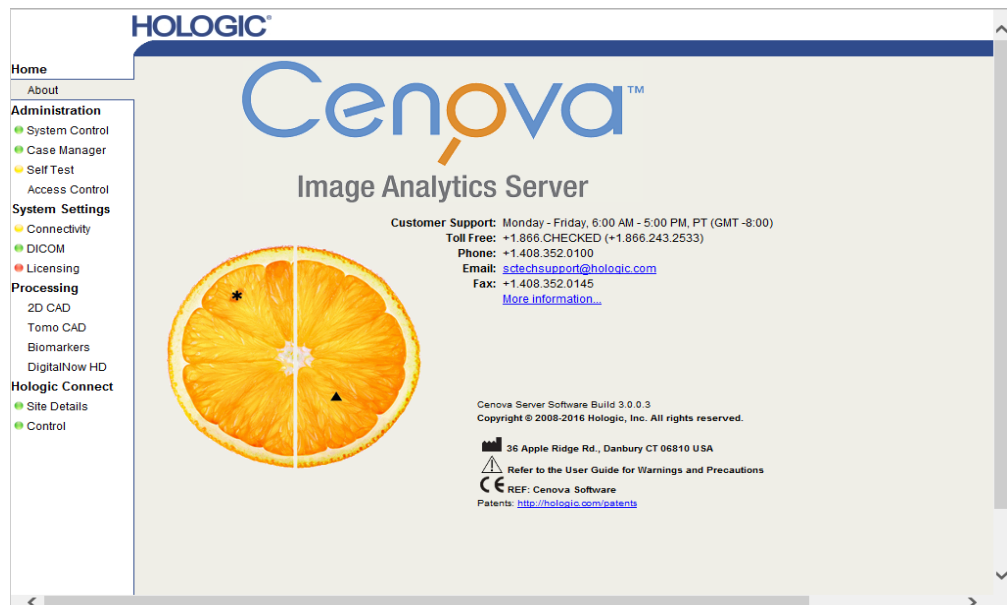 HOLOGIC®
Home
About
Administration
System Control
Case Manager
Self Test
Access Control
System Settings
Connectivity
DICOM
Licensing
Processing
2D CAD
Tomo CAD
Biomarkers
DigitalNow HD
Hologic Connect
Site Details
Control
Cenova™
Image Analytics Server
Customer Support: Monday - Friday, 6:00 AM - 5:00 PM, PT (GMT -8:00)
Toll Free: +1.866.CHECKED (+1.866.243.2533)
Phone: +1.408.352.0100
Email: sctechsupport@hologic.com
Fax: +1.408.352.0145
More information...
Cenova Server Software Build 3.0.0.3
Copyright © 2008-2016 Hologic, Inc. All rights reserved.
36 Apple Ridge Rd., Danbury CT 06810 USA
Refer to the User Guide for Warnings and Precautions
CE REF: Cenova Software
Patents: http://hologic.com/patents